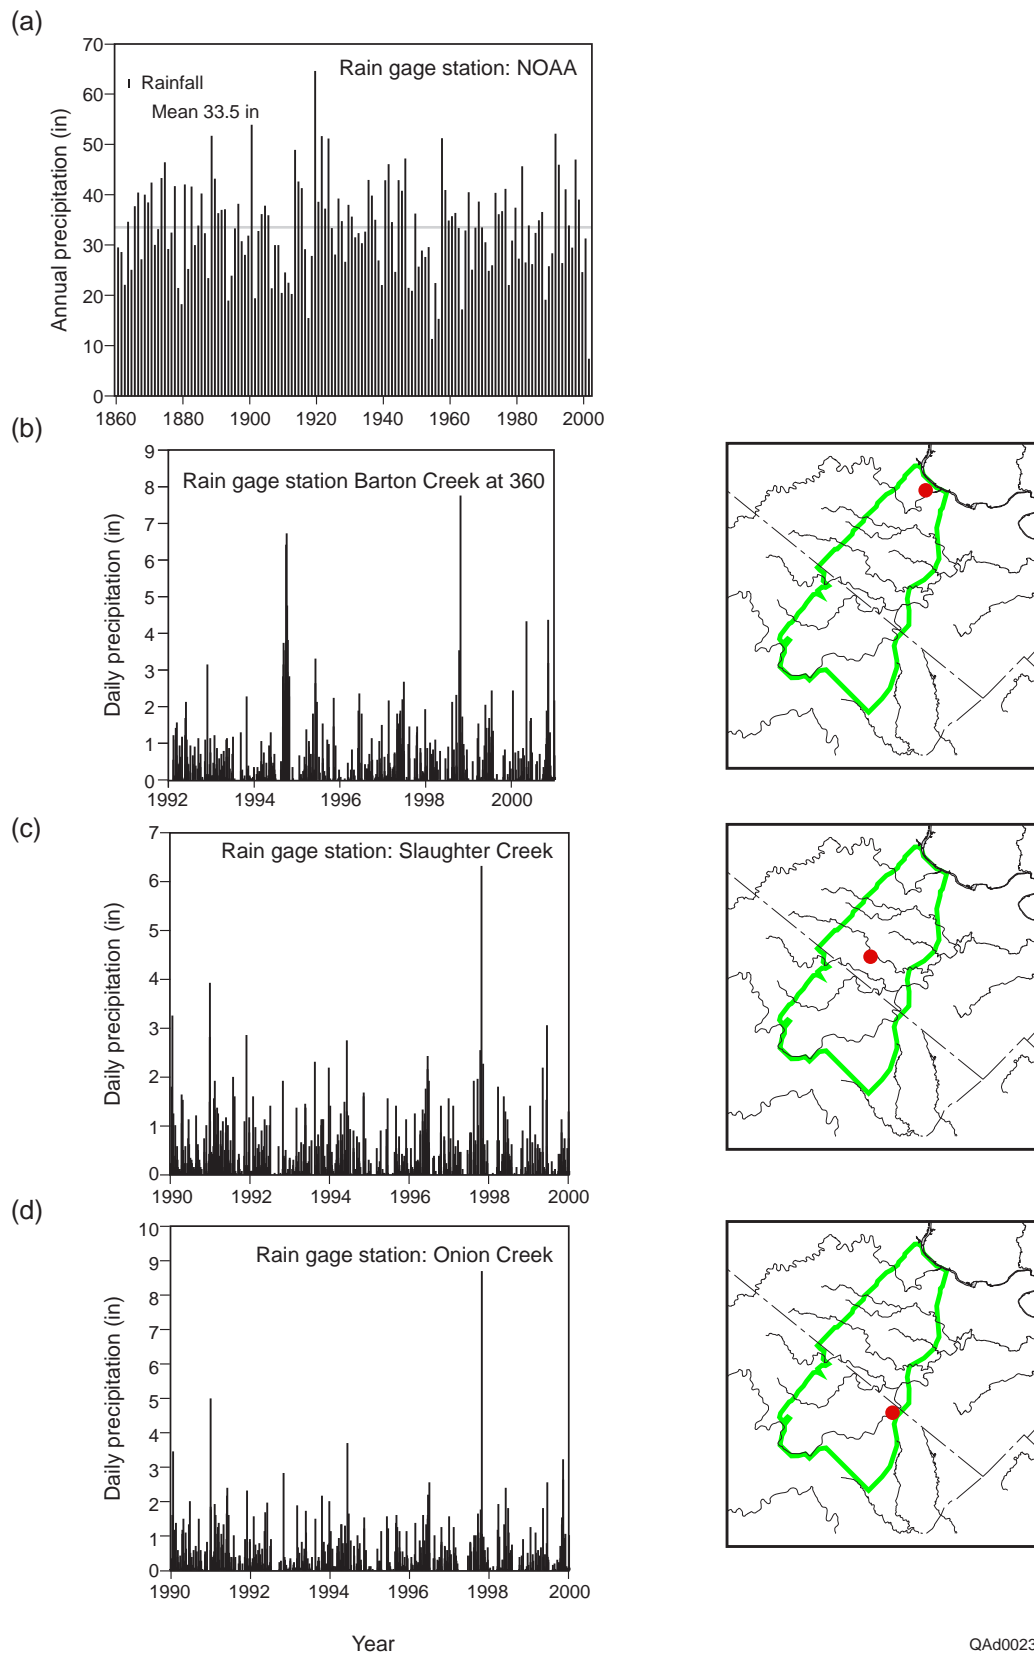 (a)
70
60
50
40
30
20
10
0
Annual precipitation (in)
Rain gage station: NOAA
Rainfall
Mean 33.5 in
1860 1880 1900 1920 1940 1960 1980 2000
(b)
9
8
7
6
5
4
3
2
1
0
Daily precipitation (in)
Rain gage station Barton Creek at 360
1992 1994 1996 1998 2000
(c)
7
6
5
4
3
2
1
0
Daily precipitation (in)
Rain gage station: Slaughter Creek
1990 1992 1994 1996 1998 2000
(d)
10
9
8
7
6
5
4
3
2
1
0
Daily precipitation (in)
Rain gage station: Onion Creek
1990 1992 1994 1996 1998 2000
Year
QAd0023